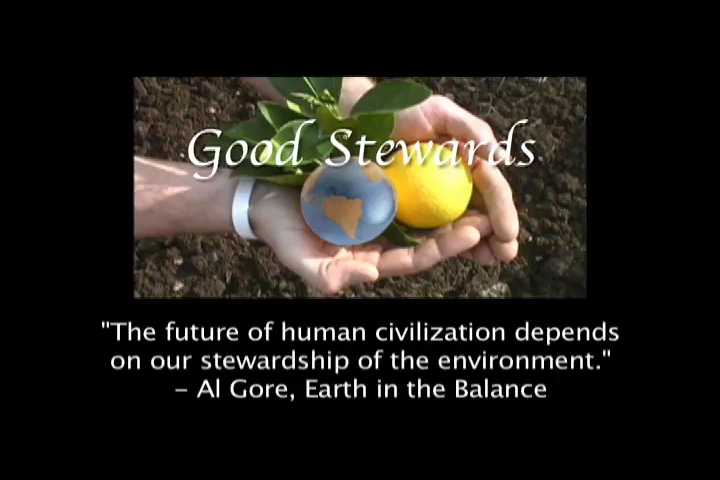 Good Stewards
"The future of human civilization depends
on our stewardship of the environment."
– Al Gore, Earth in the Balance